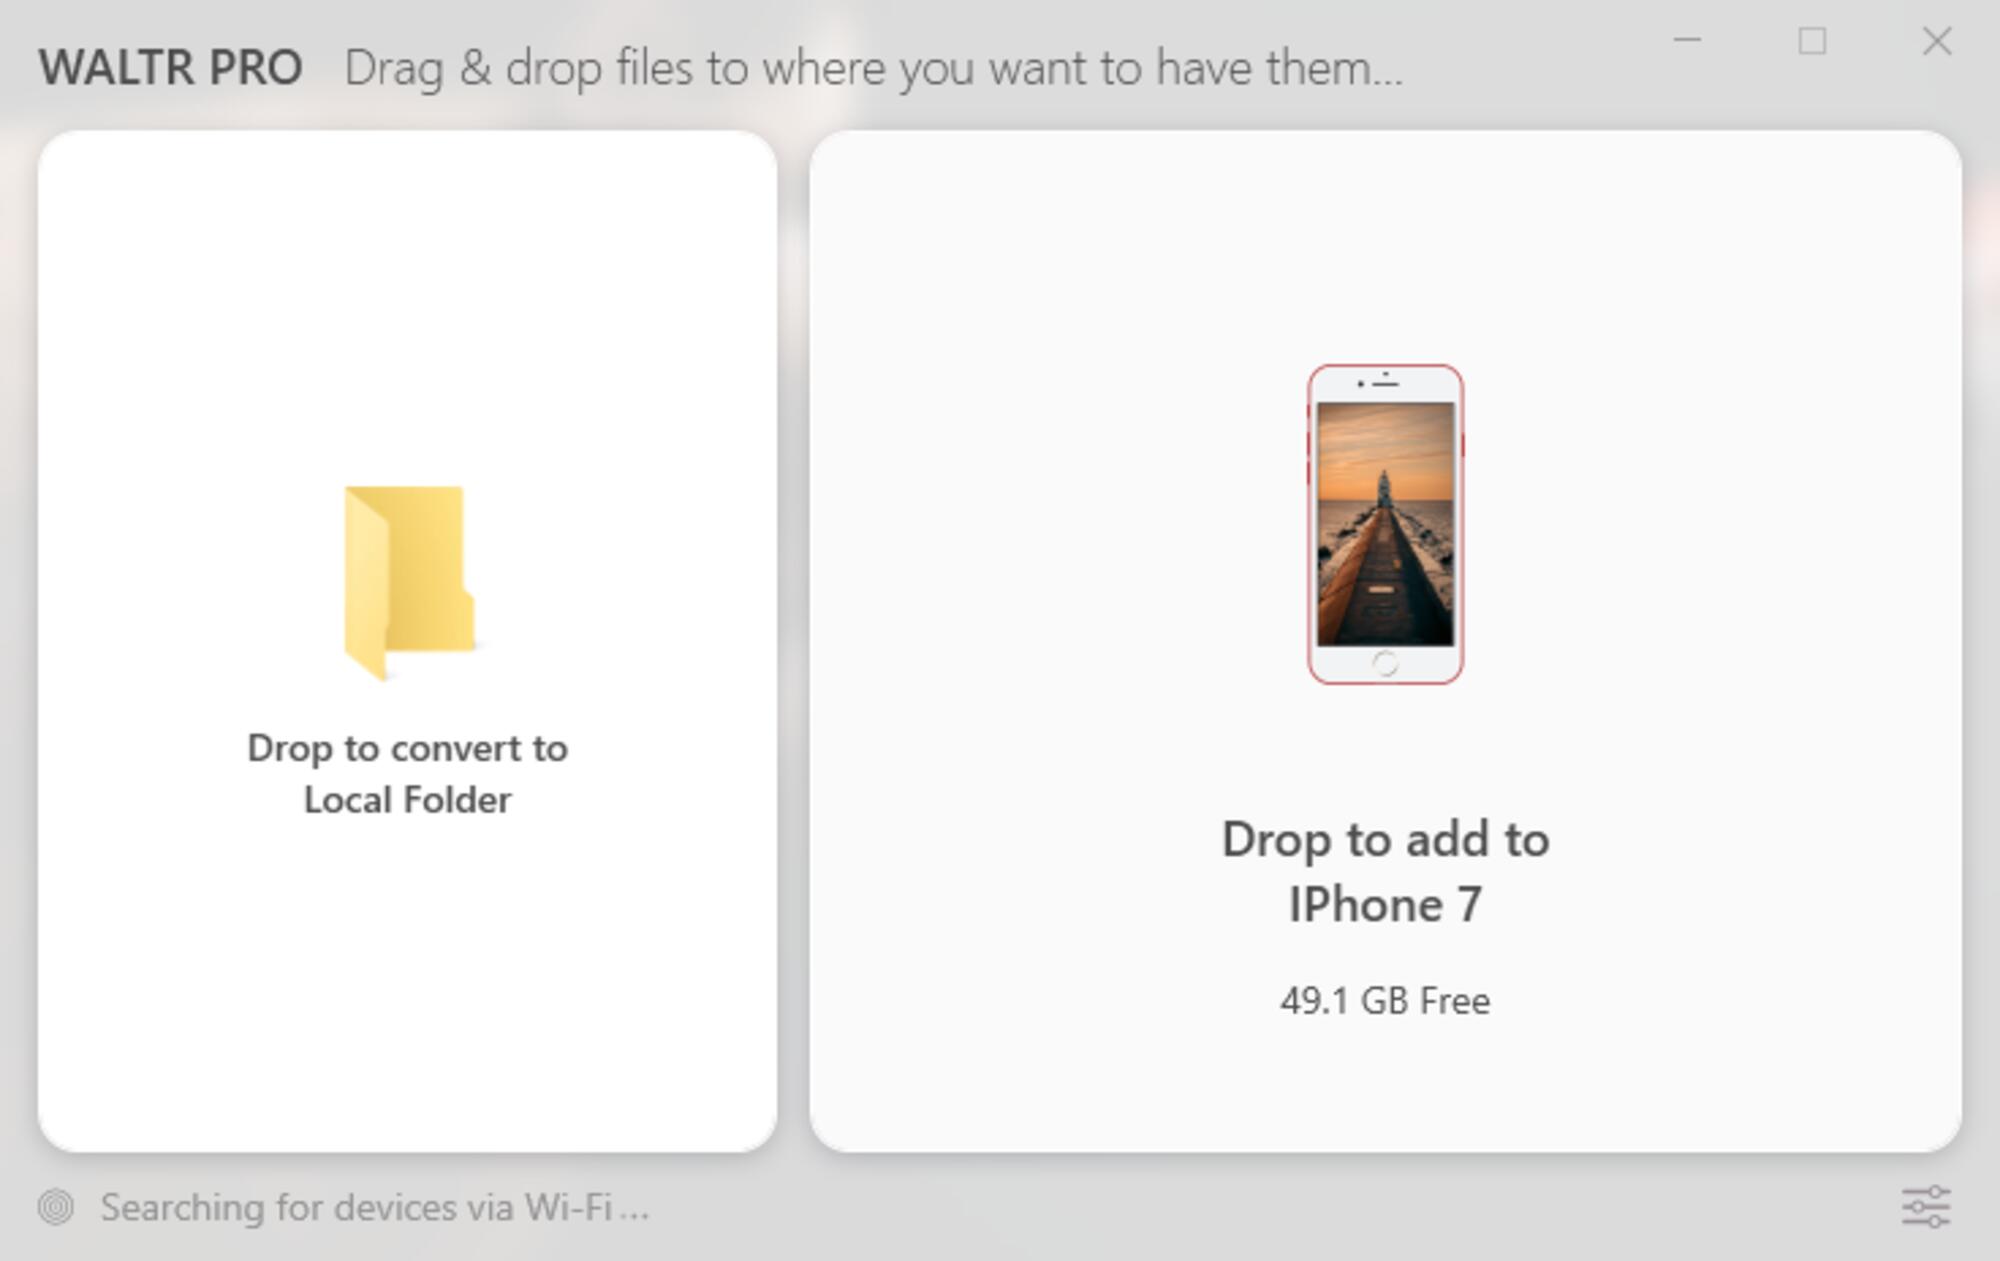 WALTR PRO Drag & drop files to where you want to have them...
Drop to convert to
Local Folder
Drop to add to
IPhone 7
49.1 GB Free
Searching for devices via Wi-Fi ...